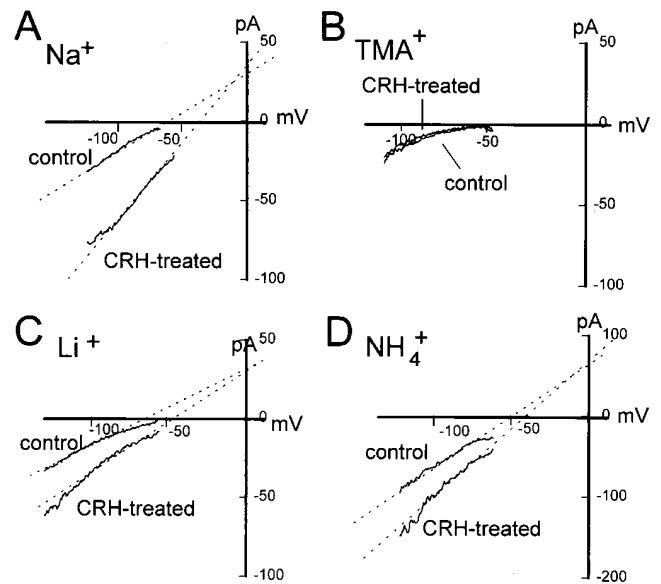 A
Na+
pA
50
0
mV
-100
-50
control
-50
CRH-treated
-100
B
TMA+
pA
50
CRH-treated
0
mV
-100
-50
control
-50
-100
C
Li+
pA
50
0
mV
-100
-50
control
-50
CRH-treated
-100
D
NH4+
pA
100
0
mV
-100
-50
control
-100
CRH-treated
-200